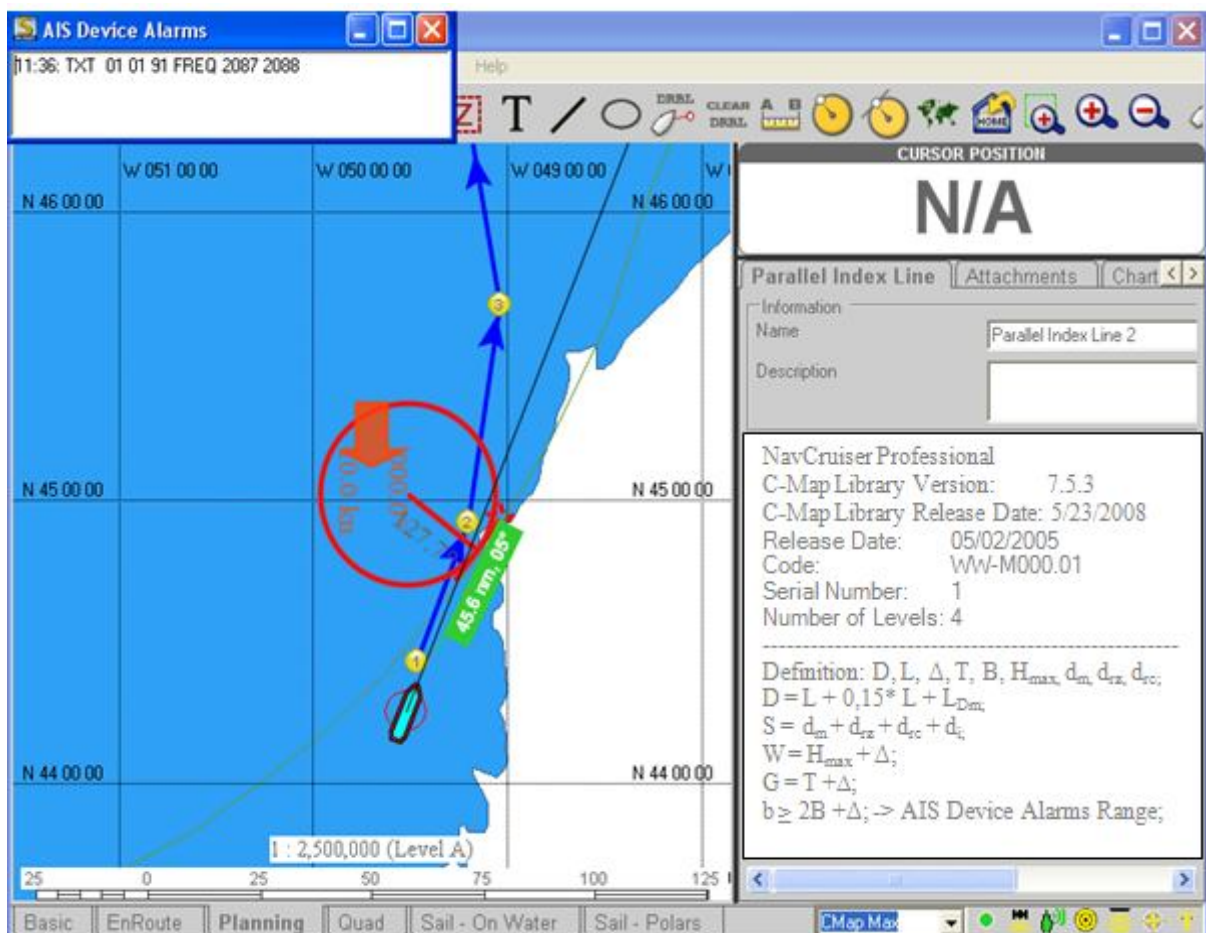 AIS Device Alarms
11:36: TXT 01 01 91 FREQ 2087 2088
Help
Z T DRBL CLEAR DRBL A B HOME
CURSOR POSITION
N/A
W 051 00 00 W 050 00 00 W 049 00 00 W
N 46 00 00 N 46 00 00
Parallel Index Line Attachments Chart
Information
Name Parallel Index Line 2
Description
3
N 45 00 00 N 45 00 00
0.0 kn
2
45.6 nm, 05°
1
N 44 00 00 N 44 00 00
NavCruiser Professional
C-Map Library Version: 7.5.3
C-Map Library Release Date: 5/23/2008
Release Date: 05/02/2005
Code: WW-M000.01
Serial Number: 1
Number of Levels: 4
Definition: D, L, Δ, T, B, Hmax, dm, drz, drc;
D = L + 0,15* L + LDm;
S = dm + drz + drc + di;
W = Hmax + Δ;
G = T + Δ;
b ≥ 2B + Δ; -> AIS Device Alarms Range;
1 : 2,500,000 (Level A)
25 0 25 50 75 100 125
Basic EnRoute Planning Quad Sail - On Water Sail - Polars CMap Max